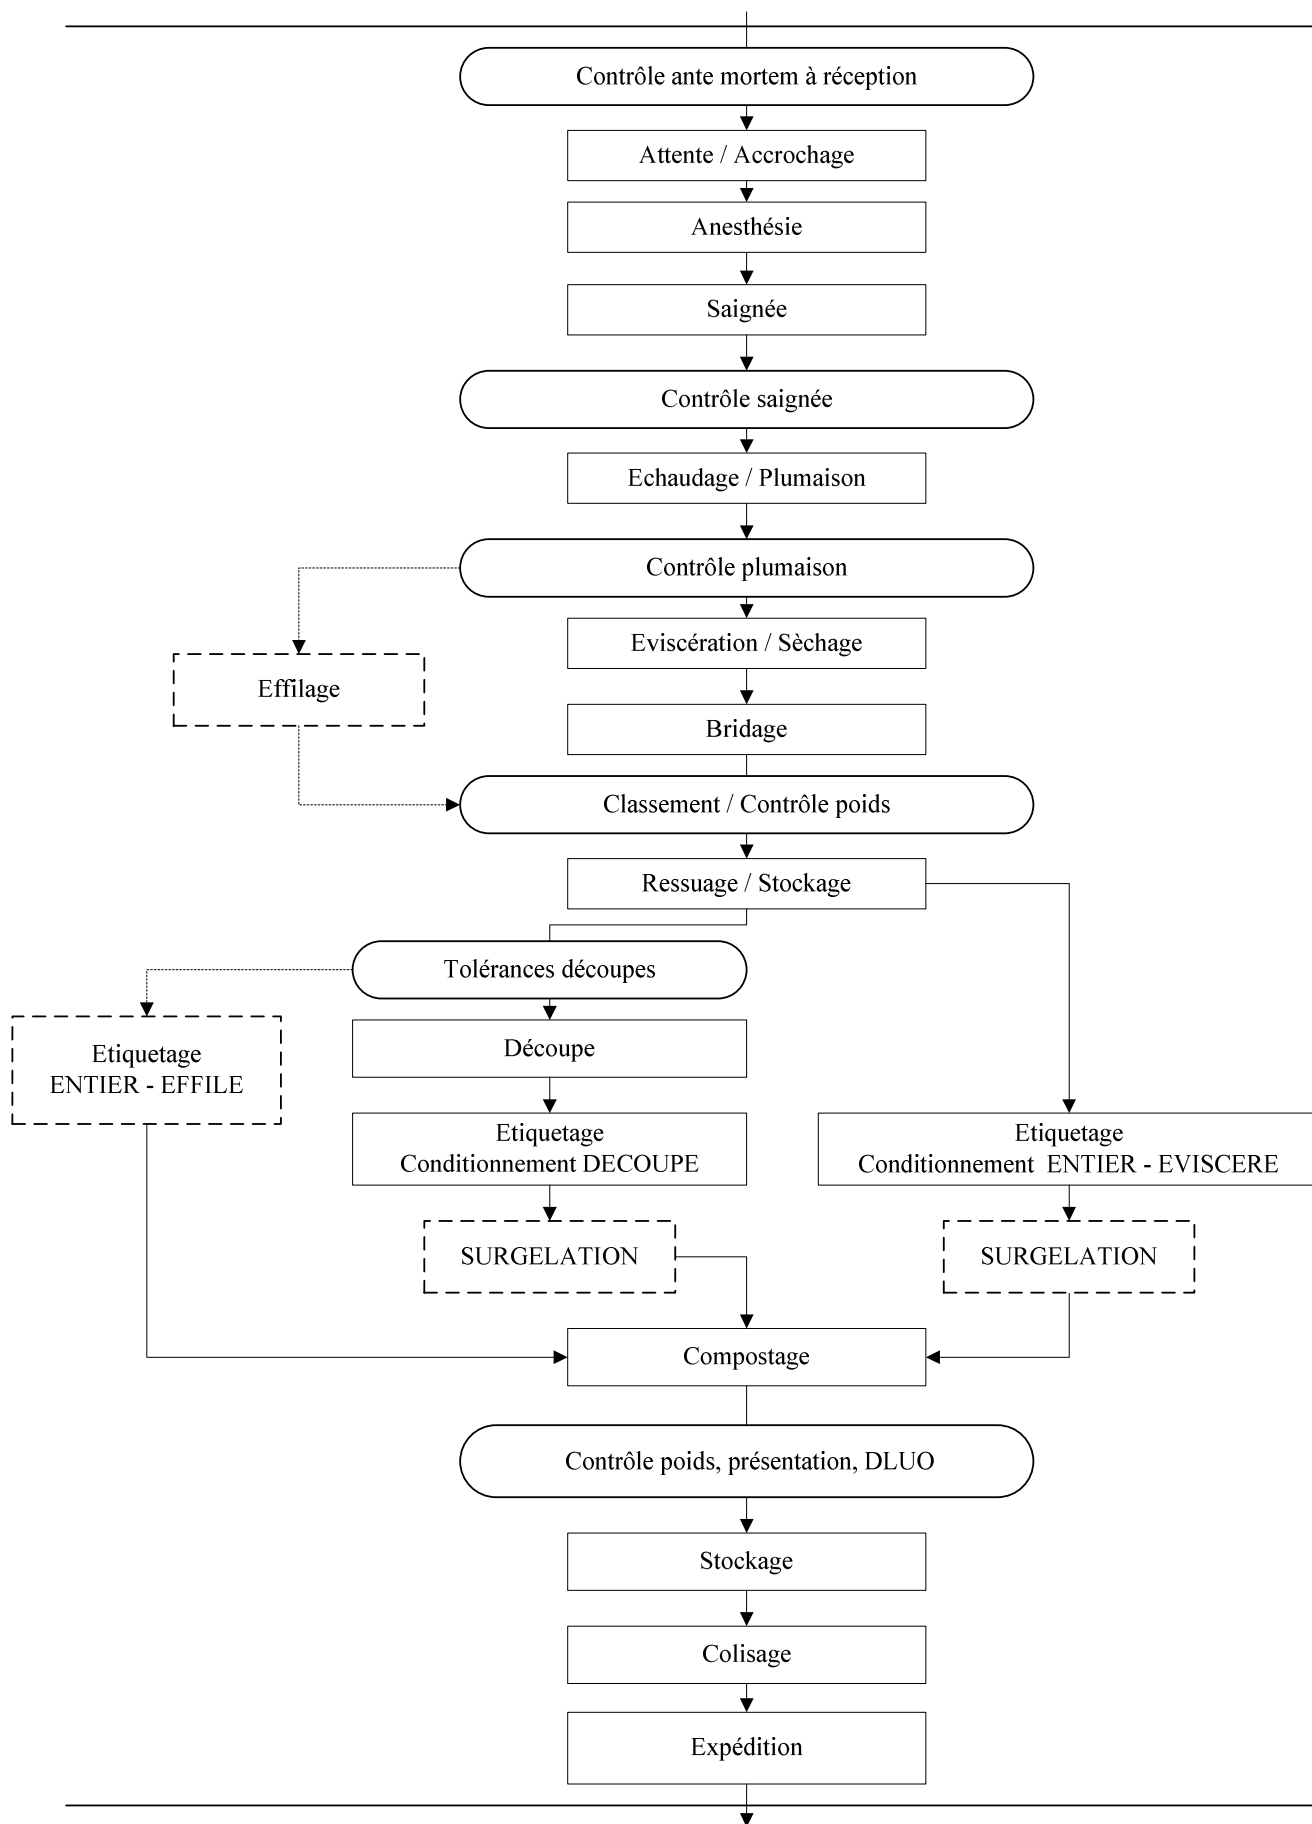 Contrôle ante mortem à réception
Attente / Accrochage
Anesthésie
Saignée
Contrôle saignée
Echaudage / Plumaison
Contrôle plumaison
Eviscération / Sèchage
Effilage
Bridage
Classement / Contrôle poids
Ressuage / Stockage
Tolérances découpes
Etiquetage
ENTIER - EFFILE
Découpe
Etiquetage
Conditionnement DECOUPE
Etiquetage
Conditionnement ENTIER - EVISCERE
SURGELATION
SURGELATION
Compostage
Contrôle poids, présentation, DLUO
Stockage
Colisage
Expédition